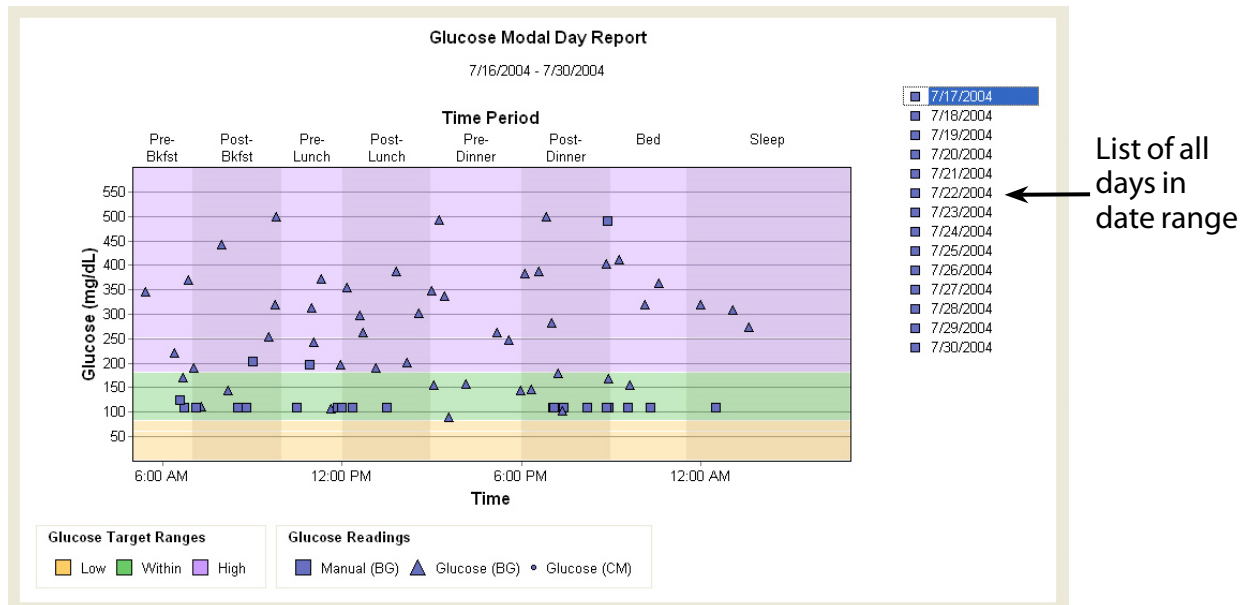 Glucose Modal Day Report
7/16/2004 - 7/30/2004
Time Period
Pre-
Bkfst
Post-
Bkfst
Pre-
Lunch
Post-
Lunch
Pre-
Dinner
Post-
Dinner
Bed
Sleep
Glucose (mg/dL)
550
500
450
400
350
300
250
200
150
100
50
6:00 AM
12:00 PM
6:00 PM
12:00 AM
Time
7/17/2004
7/18/2004
7/19/2004
7/20/2004
7/21/2004
7/22/2004
7/23/2004
7/24/2004
7/25/2004
7/26/2004
7/27/2004
7/28/2004
7/29/2004
7/30/2004
List of all
days in
date range
Glucose Target Ranges
Low Within High
Glucose Readings
Manual (BG) Glucose (BG) Glucose (CM)